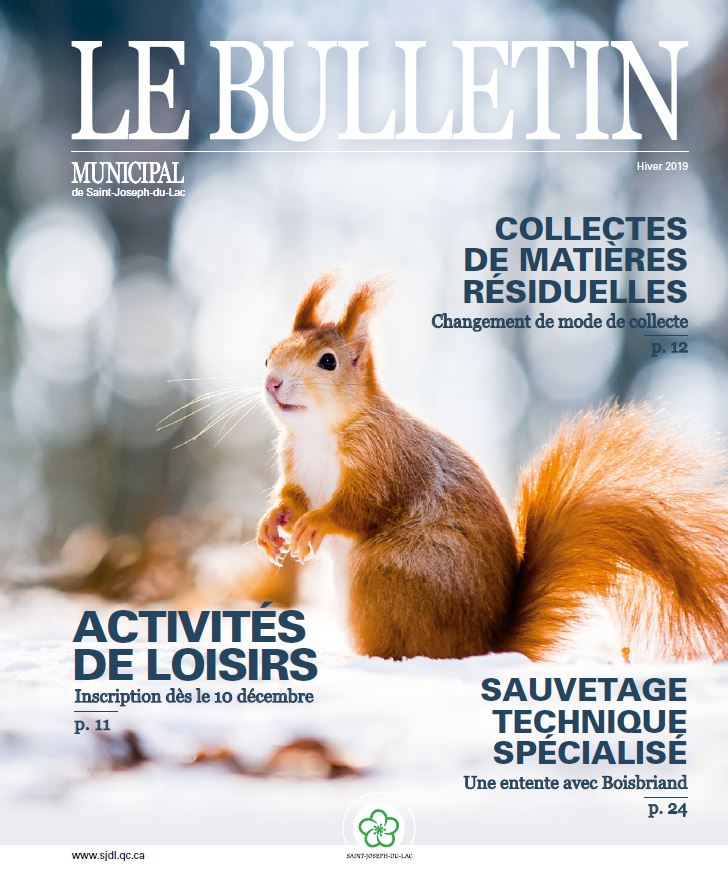 LE BULLETIN
MUNICIPAL
de Saint-Joseph-du-Lac
Hiver 2019
COLLECTES
DE MATIÈRES
RÉSIDUELLES
Changement de mode de collecte
p. 12
ACTIVITÉS
DE LOISIRS
Inscription dès le 10 décembre
p. 11
SAUVETAGE
TECHNIQUE
SPÉCIALISÉ
Une entente avec Boisbriand
p. 24
www.sjdl.qc.ca
SAINT-JOSEPH-DU-LAC